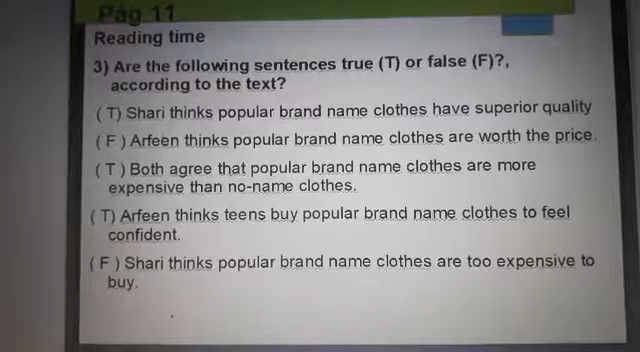 Pag 11
Reading time
3) Are the following sentences true (T) or false (F)?,
according to the text?
( T) Shari thinks popular brand name clothes have superior quality
( F ) Arfeen thinks popular brand name clothes are worth the price.
( T ) Both agree that popular brand name clothes are more
expensive than no-name clothes.
( T) Arfeen thinks teens buy popular brand name clothes to feel
confident.
( F ) Shari thinks popular brand name clothes are too expensive to
buy.